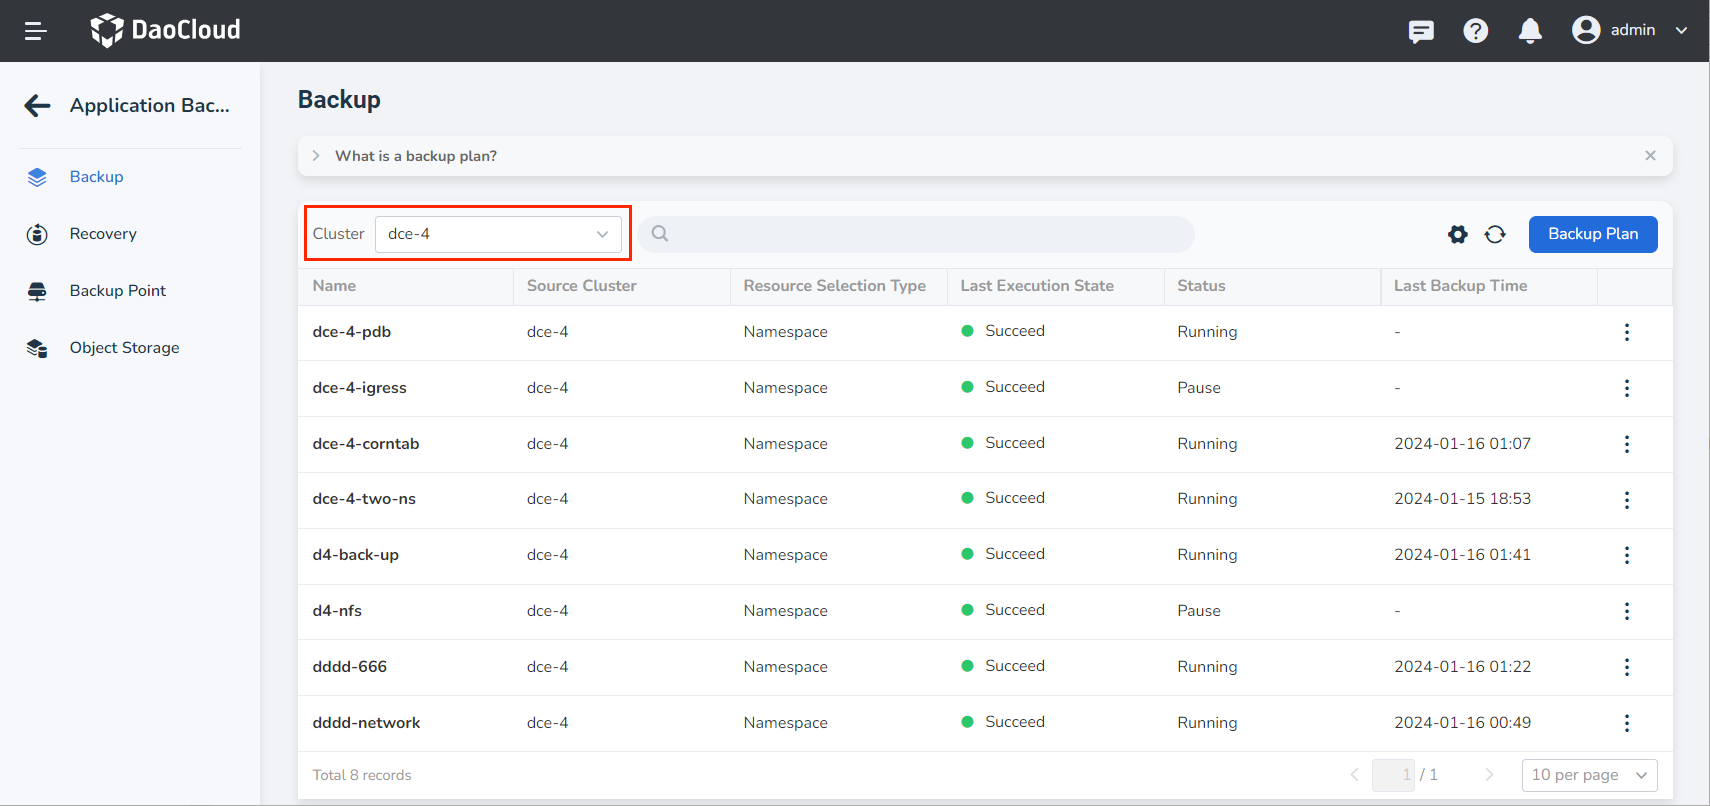 DaoCloud
admin
Application Bac...
Backup
Recovery
Backup Point
Object Storage
Backup
What is a backup plan?
Cluster dce-4 Backup Plan
Name Source Cluster Resource Selection Type Last Execution State Status Last Backup Time
dce-4-pdb dce-4 Namespace Succeed Running -
dce-4-igress dce-4 Namespace Succeed Pause -
dce-4-corntab dce-4 Namespace Succeed Running 2024-01-16 01:07
dce-4-two-ns dce-4 Namespace Succeed Running 2024-01-15 18:53
d4-back-up dce-4 Namespace Succeed Running 2024-01-16 01:41
d4-nfs dce-4 Namespace Succeed Pause -
dddd-666 dce-4 Namespace Succeed Running 2024-01-16 01:22
dddd-network dce-4 Namespace Succeed Running 2024-01-16 00:49
Total 8 records 1 / 1 10 per page